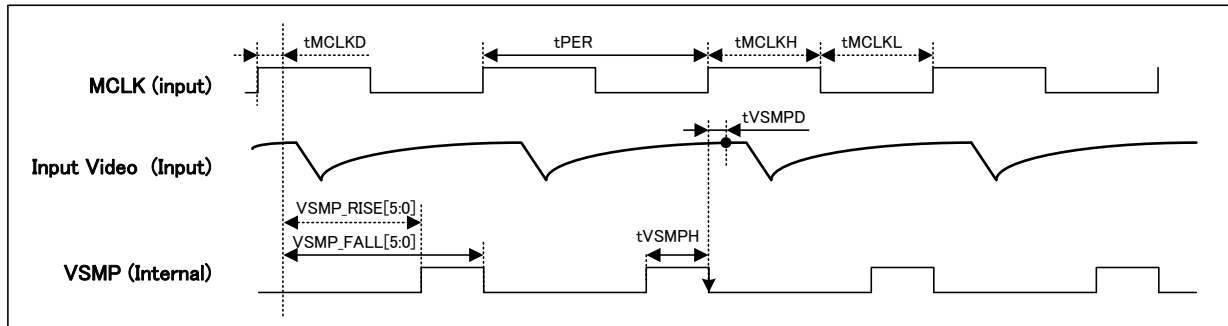 tMCLKD
tPER
tMCLKH
tMCLKL
MCLK (input)
tVSMPD
Input Video (Input)
VSMP_RISE[5:0]
VSMP_FALL[5:0]
tVSMPH
VSMP (Internal)